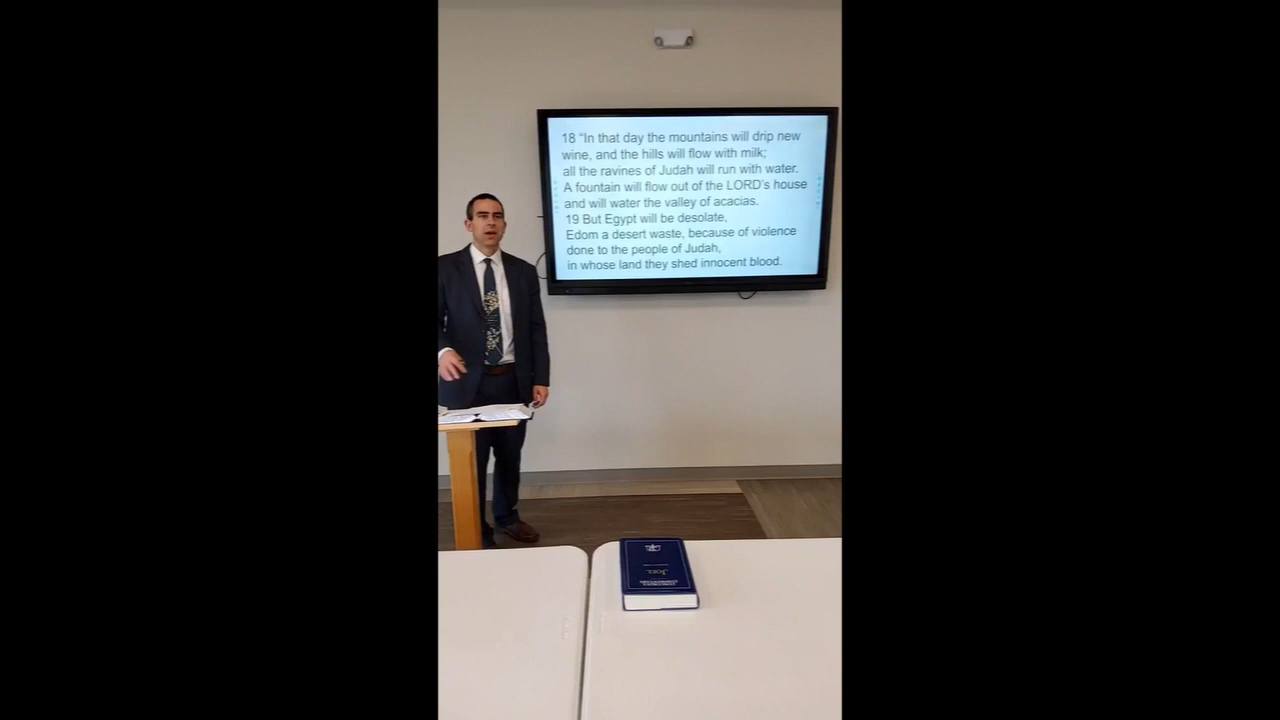 18 “In that day the mountains will drip new
wine, and the hills will flow with milk;
all the ravines of Judah will run with water.
A fountain will flow out of the LORD’s house
and will water the valley of acacias.
19 But Egypt will be desolate,
Edom a desert waste, because of violence
done to the people of Judah,
in whose land they shed innocent blood.
CONCORDIA
COMMENTARY
JOEL